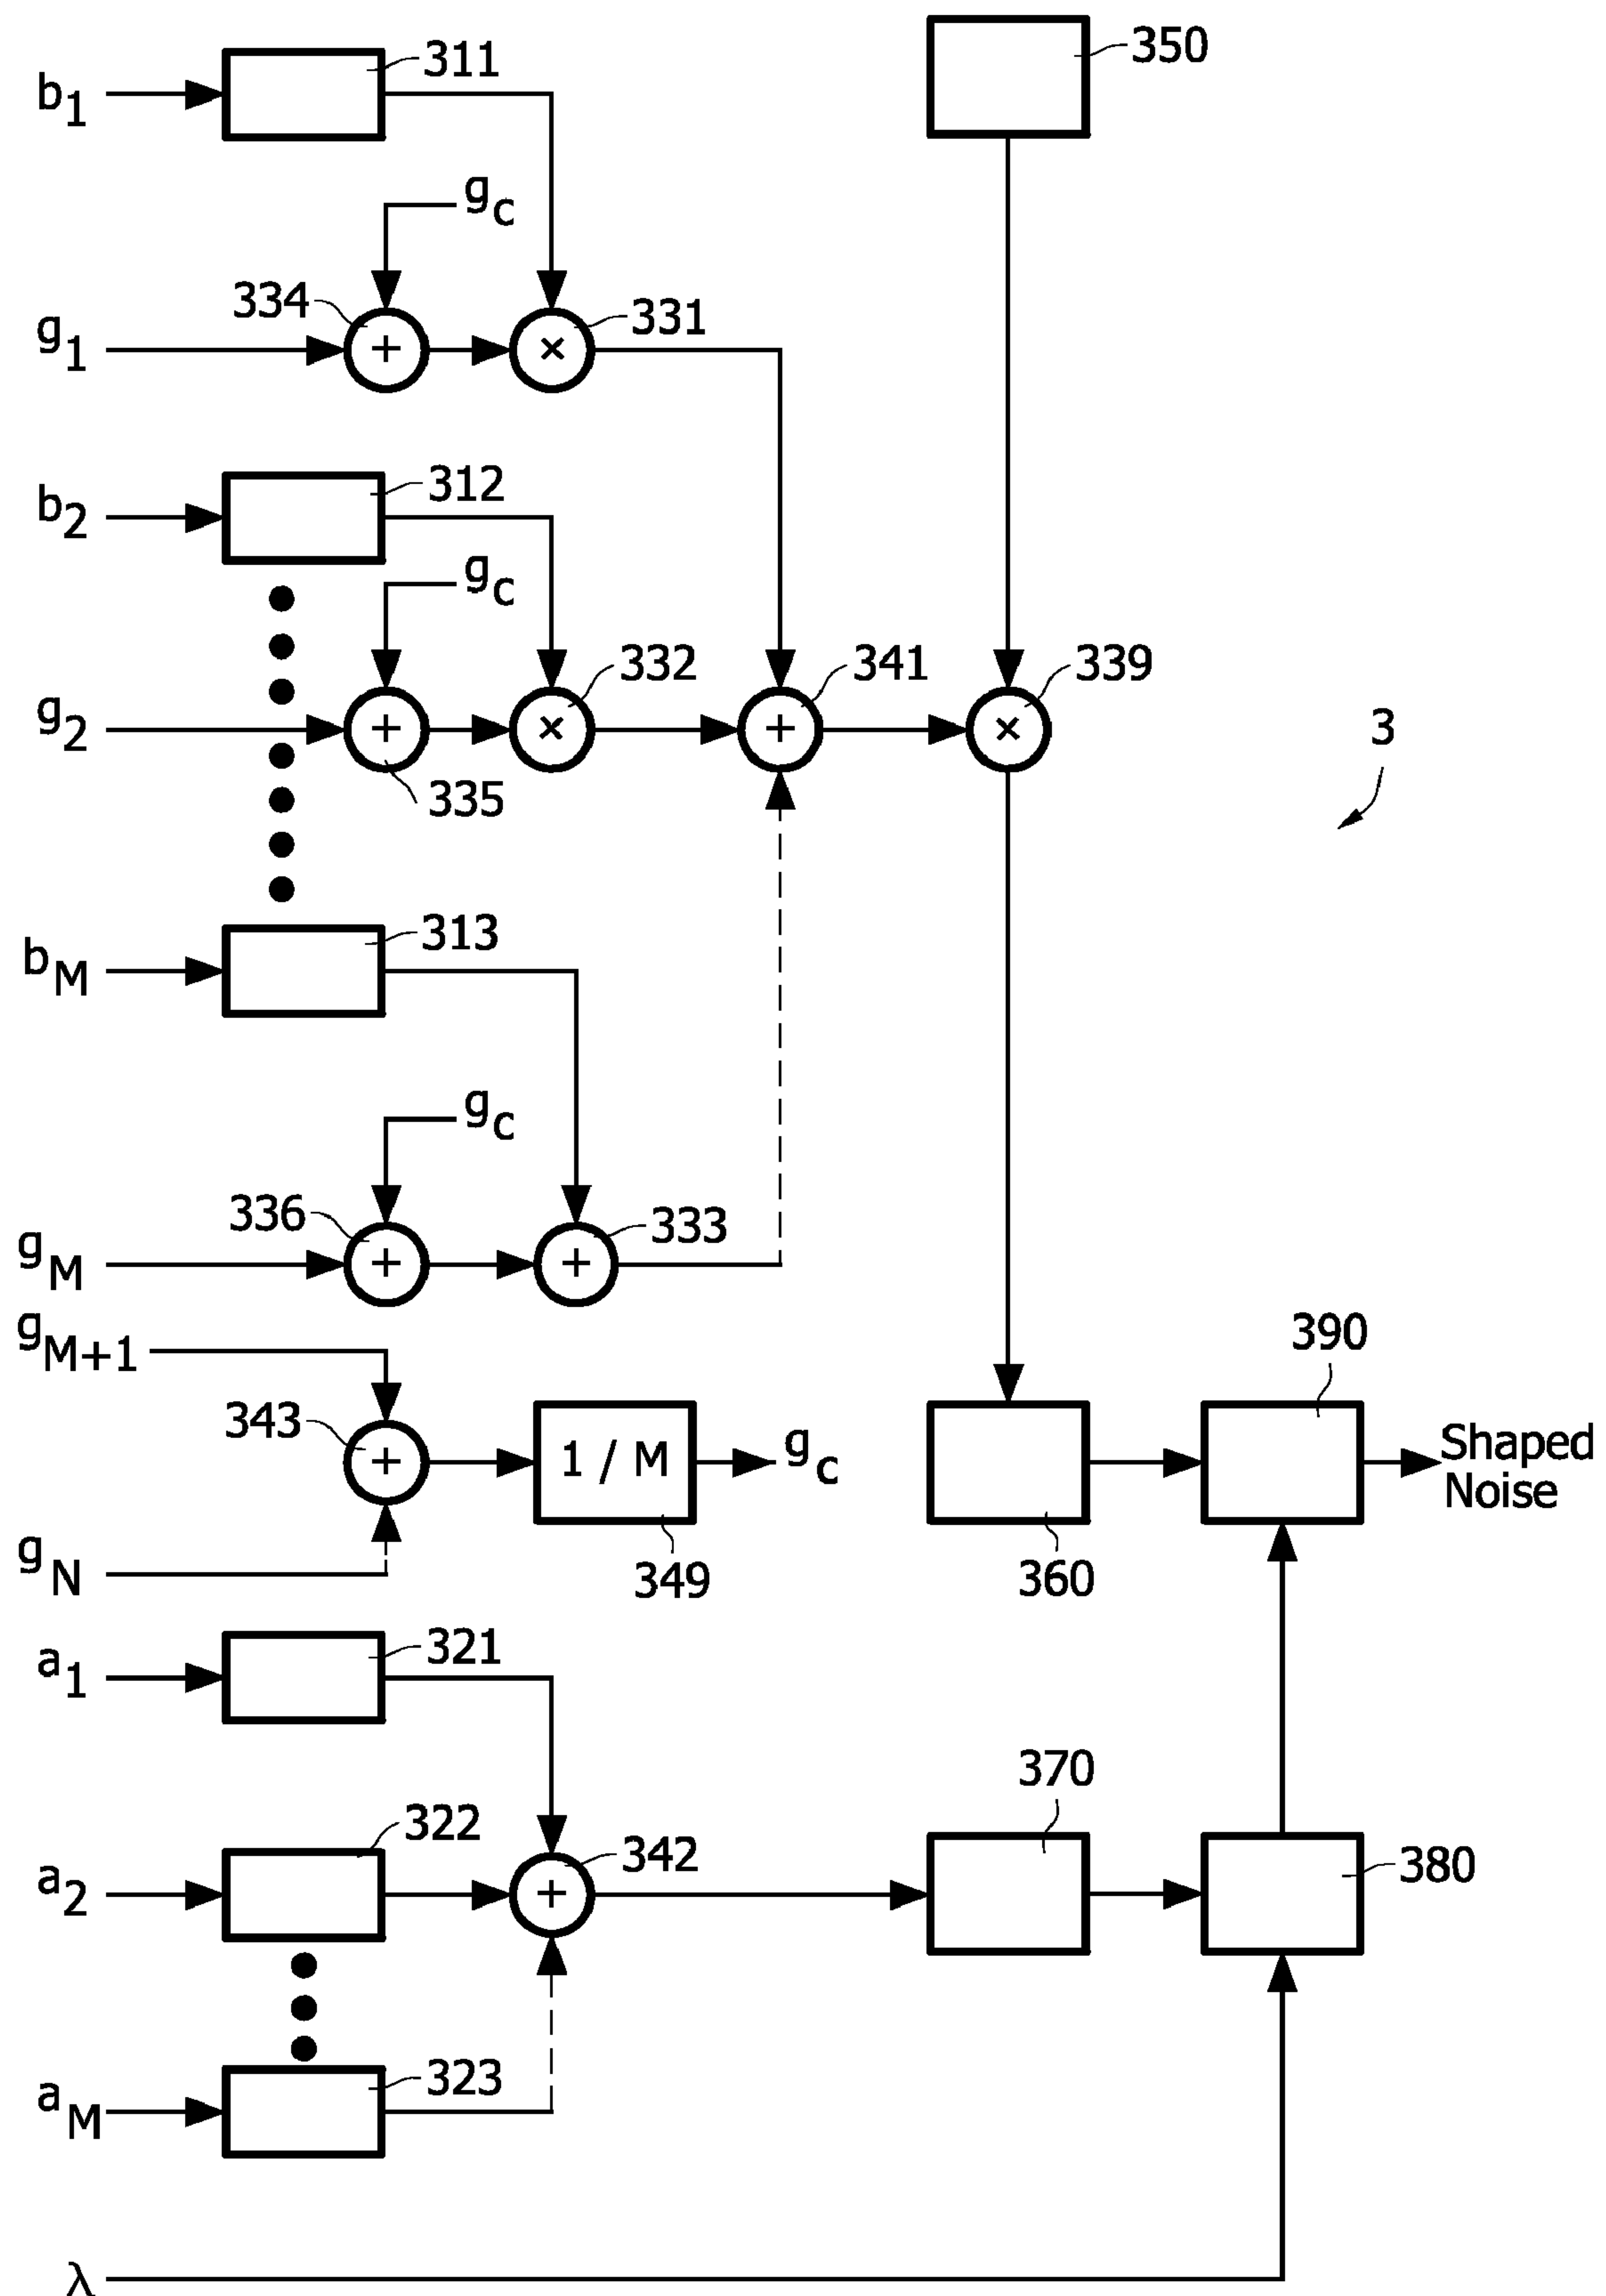 b1
311
350
gc
334
331
g1
b2
312
gc
332
341
339
g2
335
3
bM
313
gc
336
333
gM
gM+1
390
343
1 / M
gc
Shaped
Noise
gN
349
360
a1
321
370
322
342
a2
380
aM
323
λ